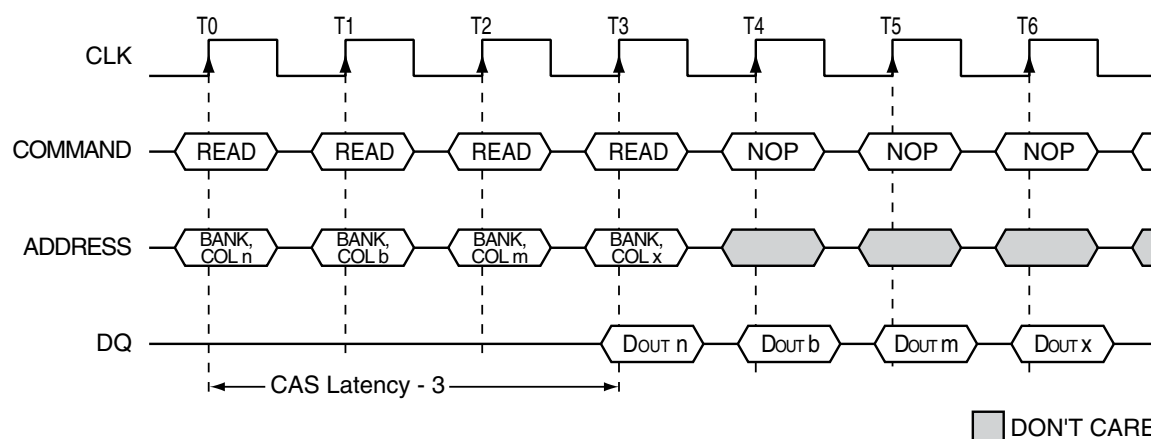 T0 T1 T2 T3 T4 T5 T6
CLK
COMMAND READ READ READ READ NOP NOP NOP
ADDRESS BANK, COL n BANK, COL b BANK, COL m BANK, COL x
DQ DOUT n DOUT b DOUT m DOUT x
CAS Latency - 3
DON'T CARE